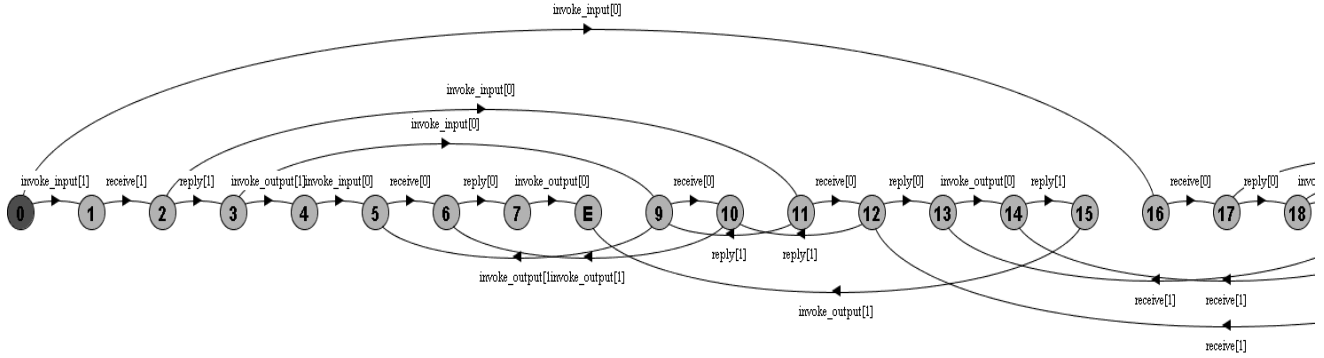 invoke_input[0]
invoke_input[0]
invoke_input[0]
invoke_input[1] receive[1] reply[1] invoke_output[1] invoke_input[0] receive[0] reply[0] invoke_output[0] receive[0] receive[0] reply[0] invoke_output[0] reply[1] receive[0] reply[0]
0 1 2 3 4 5 6 7 E 9 10 11 12 13 14 15 16 17 18
reply[1] reply[1]
invoke_output[1] invoke_output[1]
receive[1] receive[1]
invoke_output[1]
receive[1]